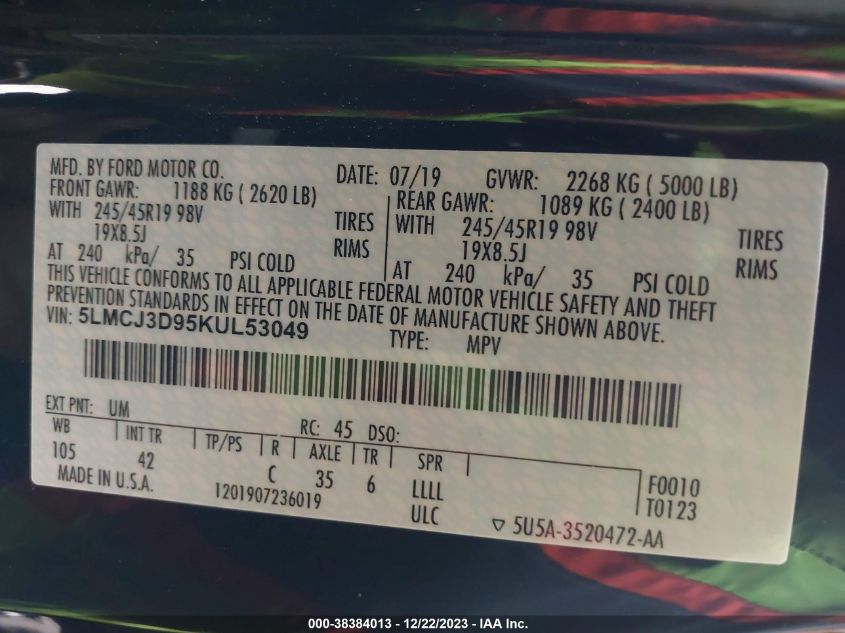 MFD. BY FORD MOTOR CO. DATE: 07/19 GVWR: 2268 KG ( 5000 LB)
FRONT GAWR: 1188 KG ( 2620 LB) REAR GAWR: 1089 KG ( 2400 LB)
WITH 245/45R19 98V TIRES WITH 245/45R19 98V TIRES
19X8.5J RIMS 19X8.5J RIMS
AT 240 kPa/ 35 PSI COLD AT 240 kPa/ 35 PSI COLD
THIS VEHICLE CONFORMS TO ALL APPLICABLE FEDERAL MOTOR VEHICLE SAFETY AND THEFT
PREVENTION STANDARDS IN EFFECT ON THE DATE OF MANUFACTURE SHOWN ABOVE.
VIN: 5LMCJ3D95KUL53049 TYPE: MPV
EXT PNT: UM RC: 45 DSO:
WB INT TR TP/PS R AXLE TR SPR
105 42 C 35 6 LLLL F0010
MADE IN U.S.A. 1201907236019 ULC T0123
5U5A-3520472-AA
000-38384013 - 12/22/2023 - IAA Inc.